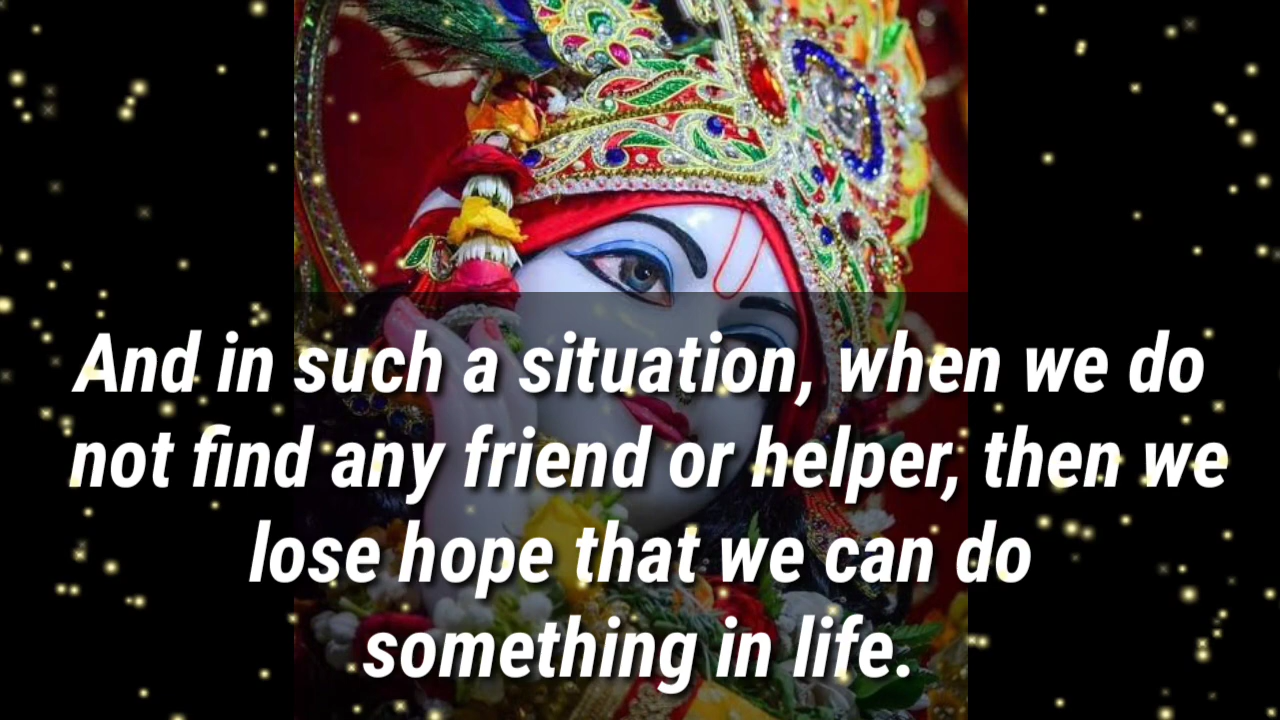 And in such a situation, when we do
not find any friend or helper, then we
lose hope that we can do
something in life.